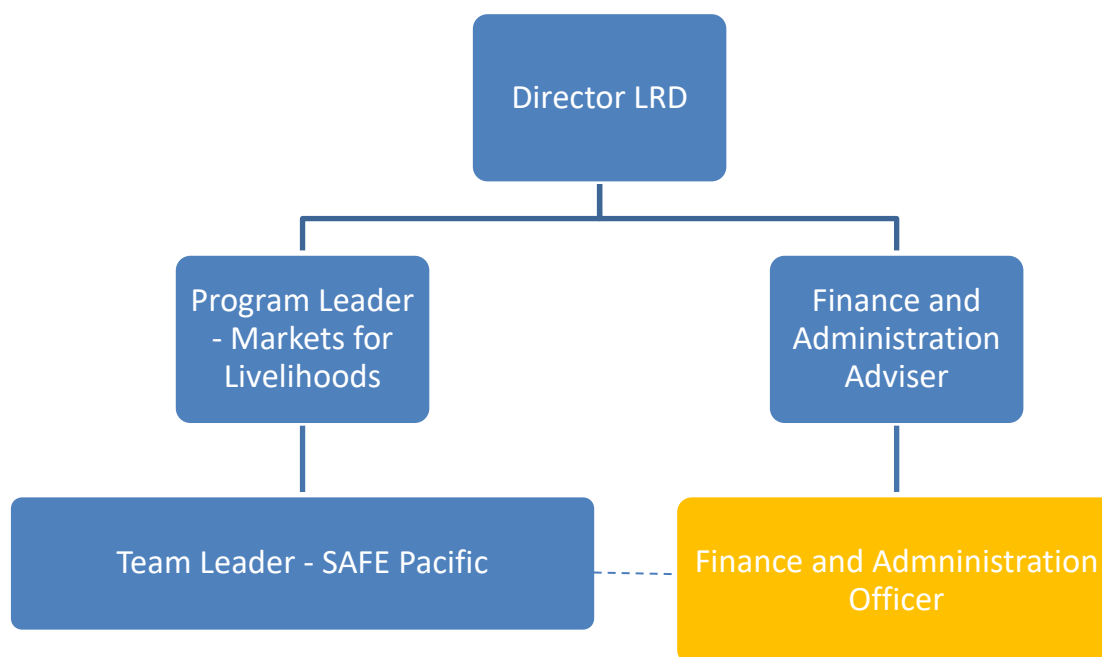 Director LRD
Program Leader
- Markets for
Livelihoods
Finance and
Administration
Adviser
Team Leader - SAFE Pacific
Finance and Admninistration
Officer